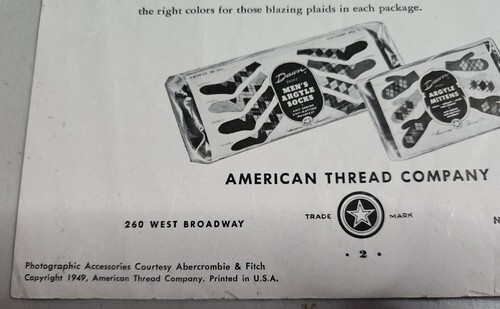 the right colors for those blazing plaids in each package.
Dawn
MEN'S
ARGYLE
SOCKS
Dawn
ARGYLE
MITTENS
AMERICAN THREAD COMPANY
260 WEST BROADWAY
TRADE MARK
N
· 2 ·
Photographic Accessories Courtesy Abercrombie & Fitch
Copyright 1949, American Thread Company. Printed in U.S.A.